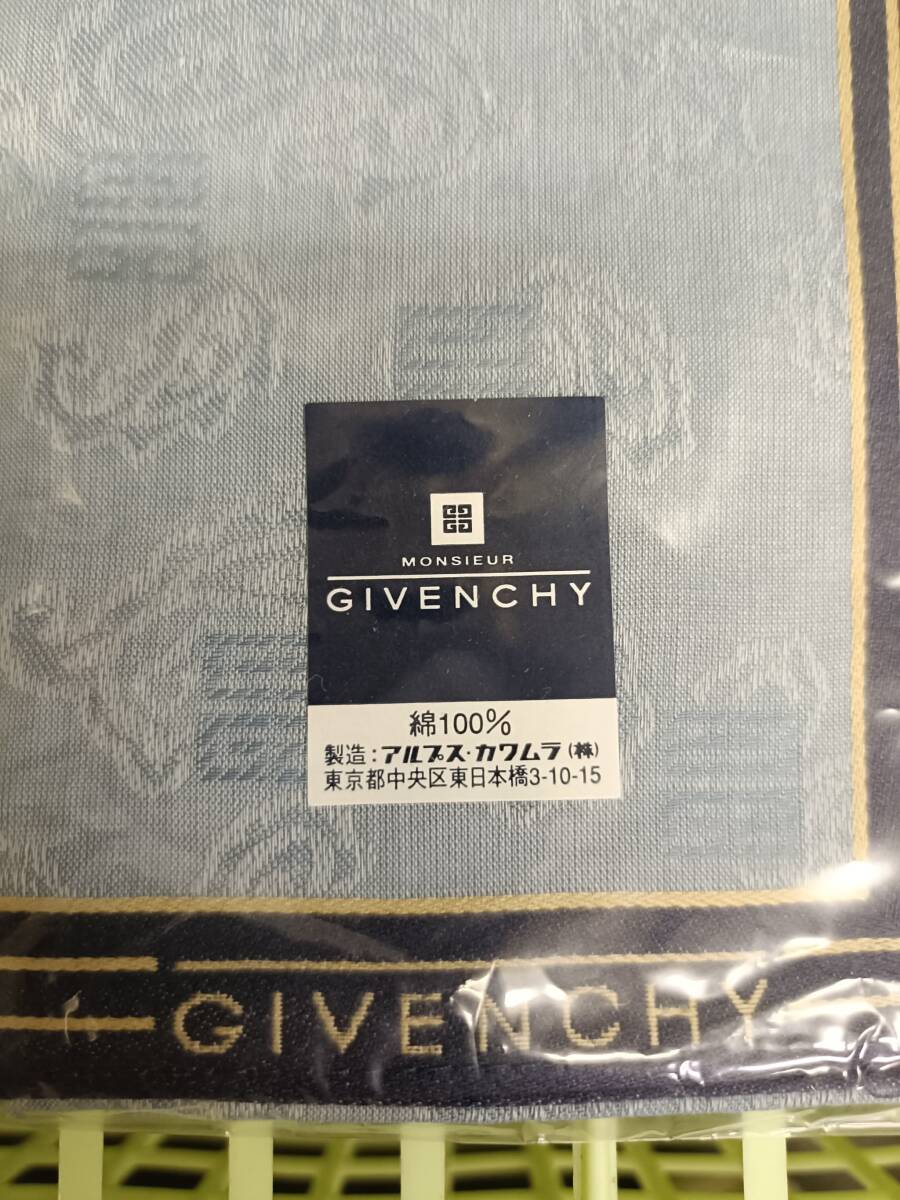 MONSIEUR
GIVENCHY
綿100%
製造:アルプス・カワムラ(株)
東京都中央区東日本橋3-10-15
GIVENCHY